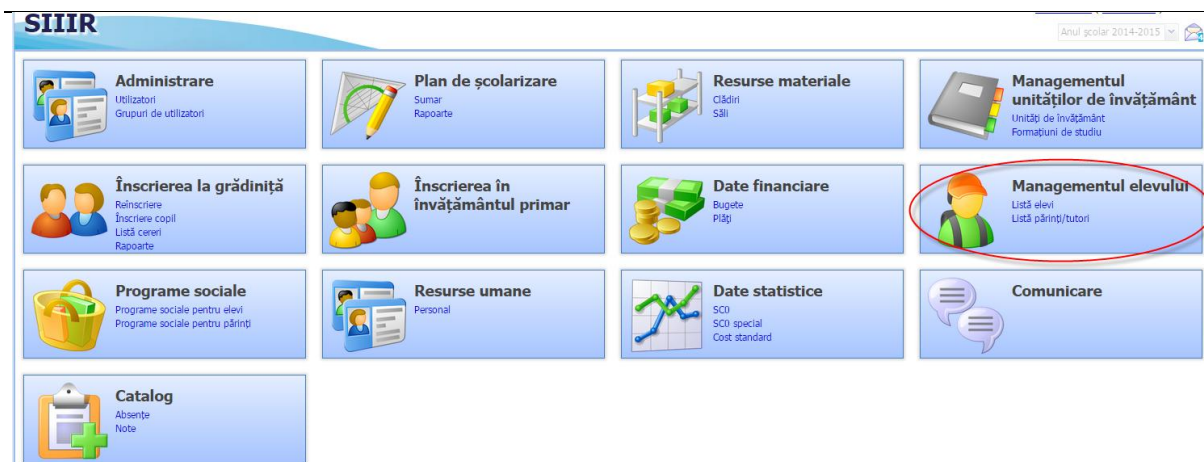 SIIIR
Anul școlar 2014-2015
Administrare
Utilizatori
Grupuri de utilizatori
Plan de școlarizare
Sumar
Rapoarte
Resurse materiale
Clădiri
Săli
Managementul
unităților de învățământ
Unități de învățământ
Formațiuni de studiu
Înscrierea la grădiniță
Reînscriere
Înscriere copil
Listă cereri
Rapoarte
Înscrierea în
învățământul primar
Date financiare
Bugete
Plăți
Managementul elevului
Listă elevi
Listă părinți/tutori
Programe sociale
Programe sociale pentru elevi
Programe sociale pentru părinți
Resurse umane
Personal
Date statistice
SC0
SC0 special
Cost standard
Comunicare
Catalog
Absențe
Note